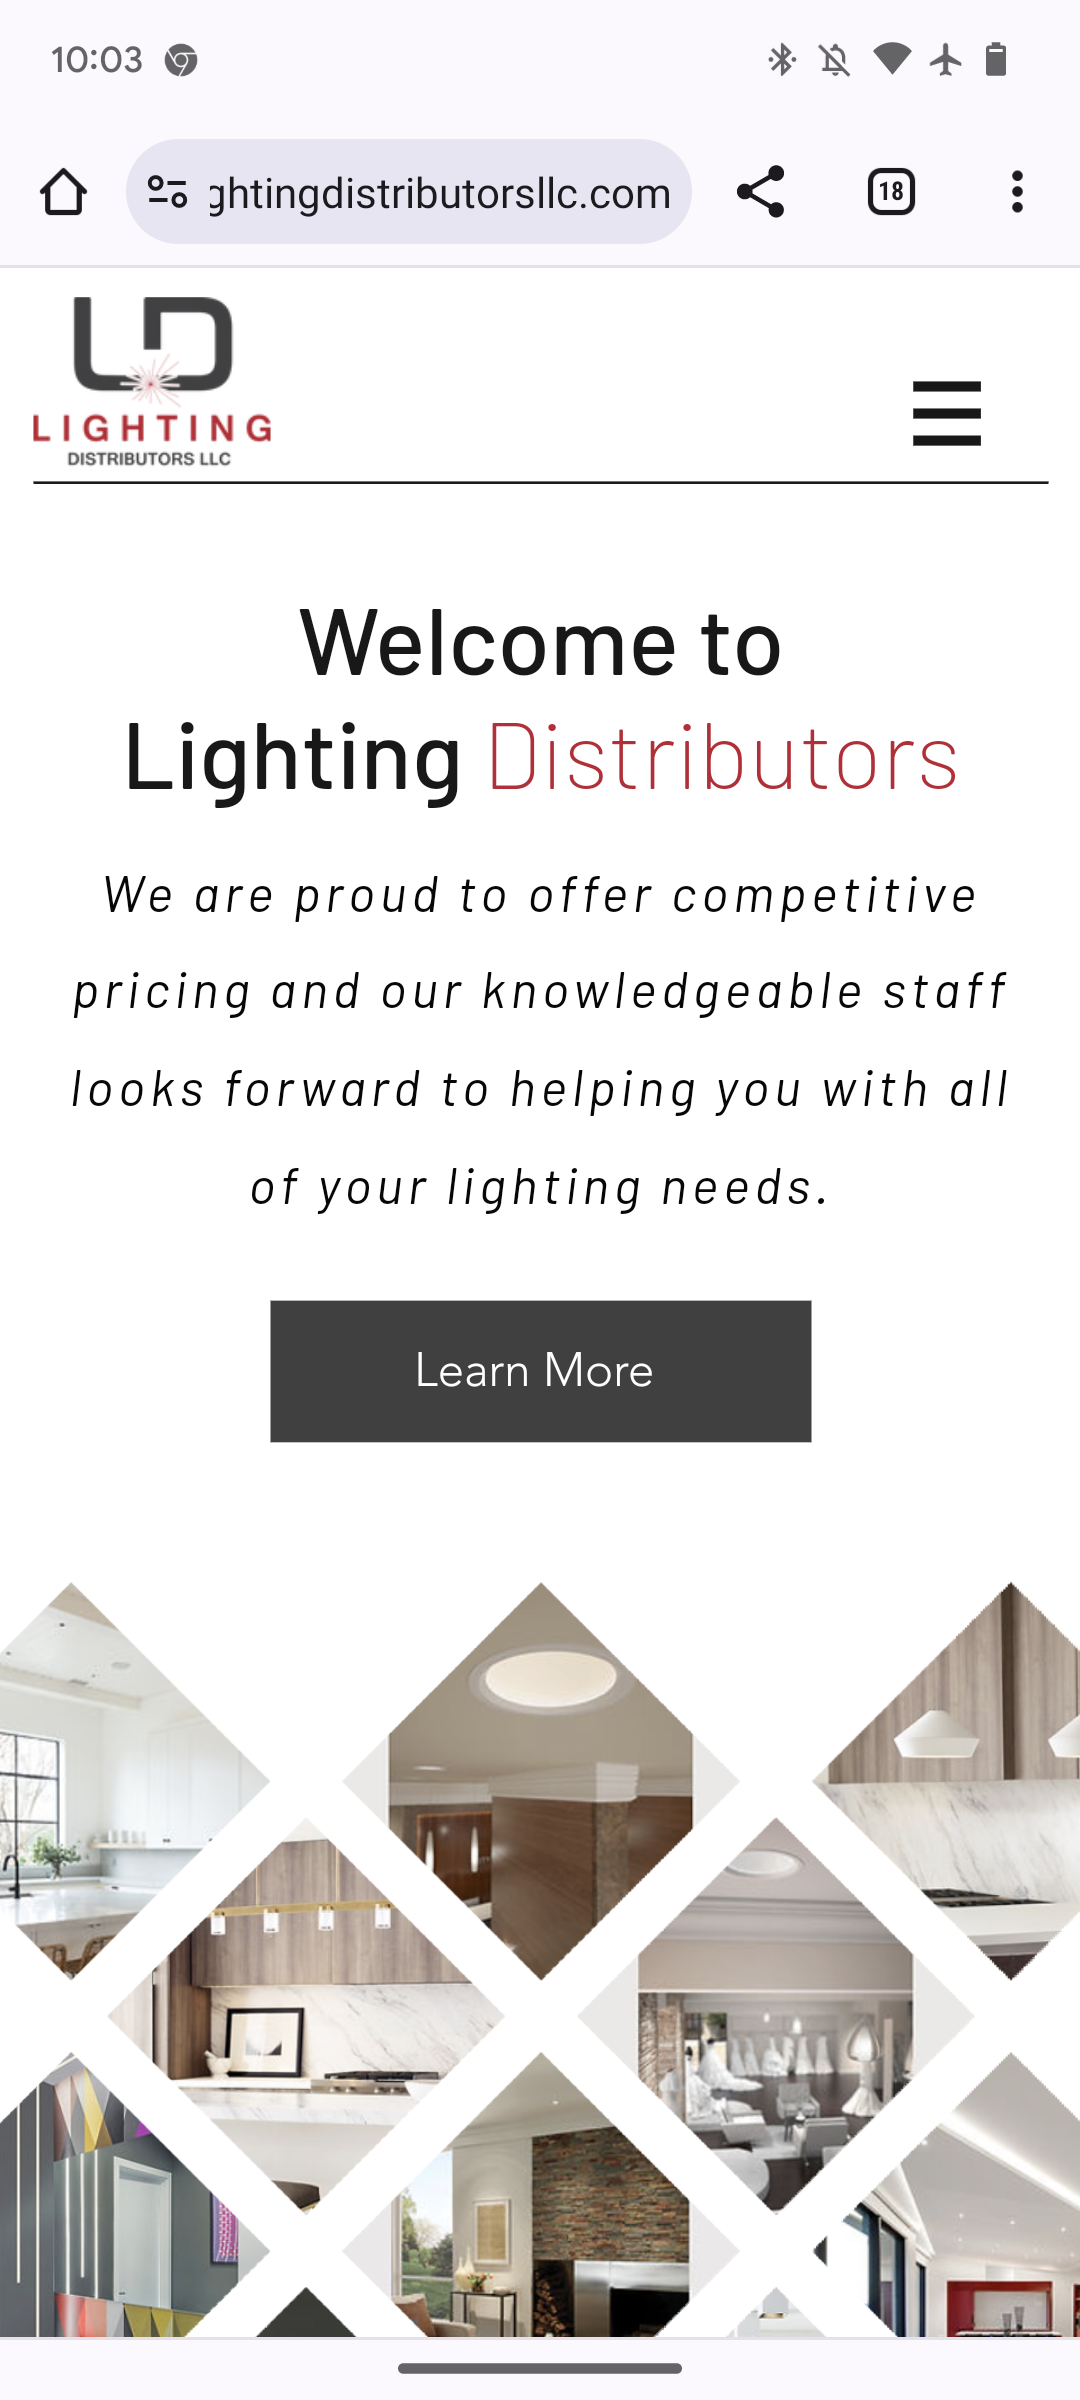 10:03
ghtingdistributorsllc.com
18
LD
LIGHTING
DISTRIBUTORS LLC
Welcome to
Lighting Distributors
We are proud to offer competitive
pricing and our knowledgeable staff
looks forward to helping you with all
of your lighting needs.
Learn More